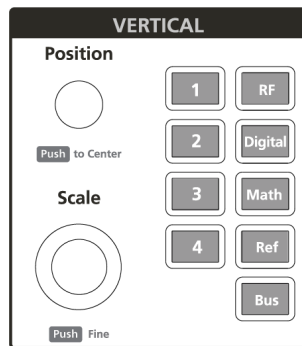 VERTICAL
Position
Push to Center
Scale
Push Fine
1
RF
2
Digital
3
Math
4
Ref
Bus